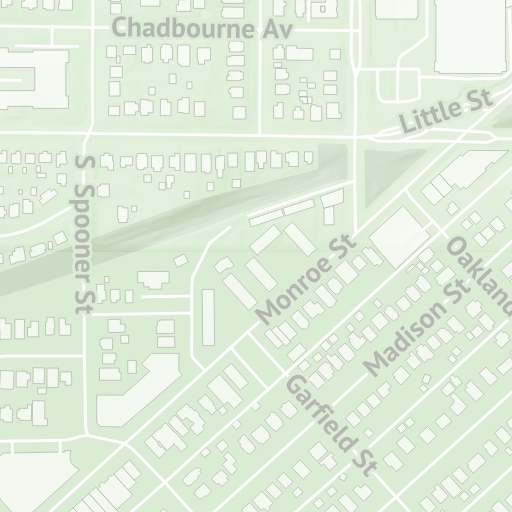 Chadbourne Av
Little St
S Spooner St
Monroe St
Oakland
Madison St
Garfield St